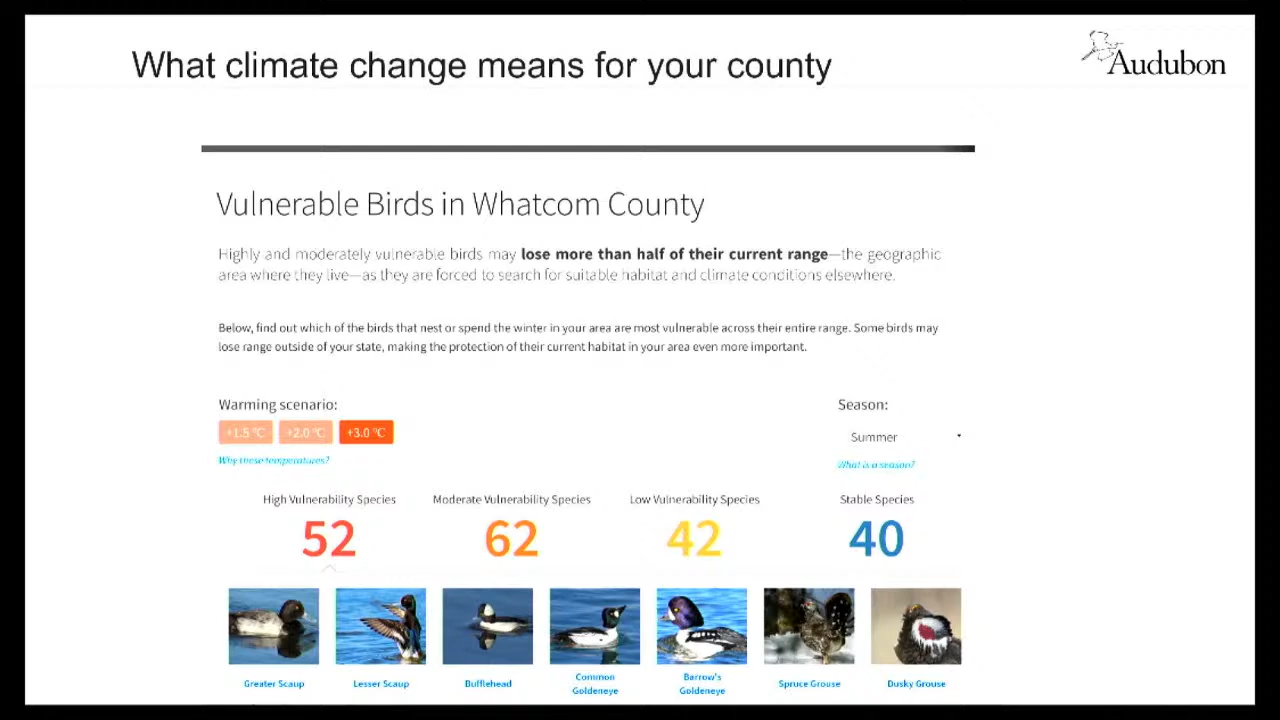 What climate change means for your county
Audubon
Vulnerable Birds in Whatcom County
Highly and moderately vulnerable birds may lose more than half of their current range—the geographic
area where they live—as they are forced to search for suitable habitat and climate conditions elsewhere.
Below, find out which of the birds that nest or spend the winter in your area are most vulnerable across their entire range. Some birds may
lose range outside of your state, making the protection of their current habitat in your area even more important.
Warming scenario:
+1.5 °C +2.0 °C +3.0 °C
Why these temperatures?
Season:
Summer
What is a season?
High Vulnerability Species Moderate Vulnerability Species Low Vulnerability Species Stable Species
52 62 42 40
Greater Scaup Lesser Scaup Bufflehead Common Goldeneye Barrow's Goldeneye Spruce Grouse Dusky Grouse